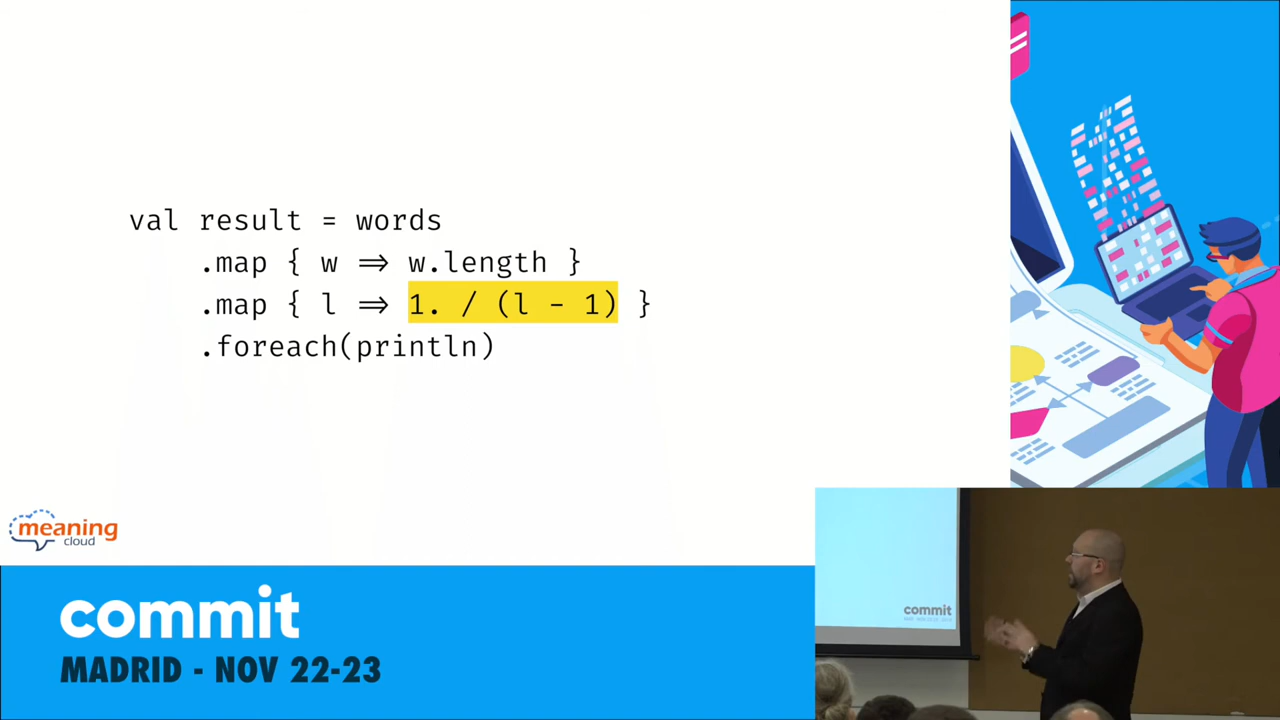 val result = words
.map { w ⇒ w.length }
.map { l ⇒ 1. / (l - 1) }
.foreach(println)
meaning
cloud
commit
MADRID - NOV 22-23
commit